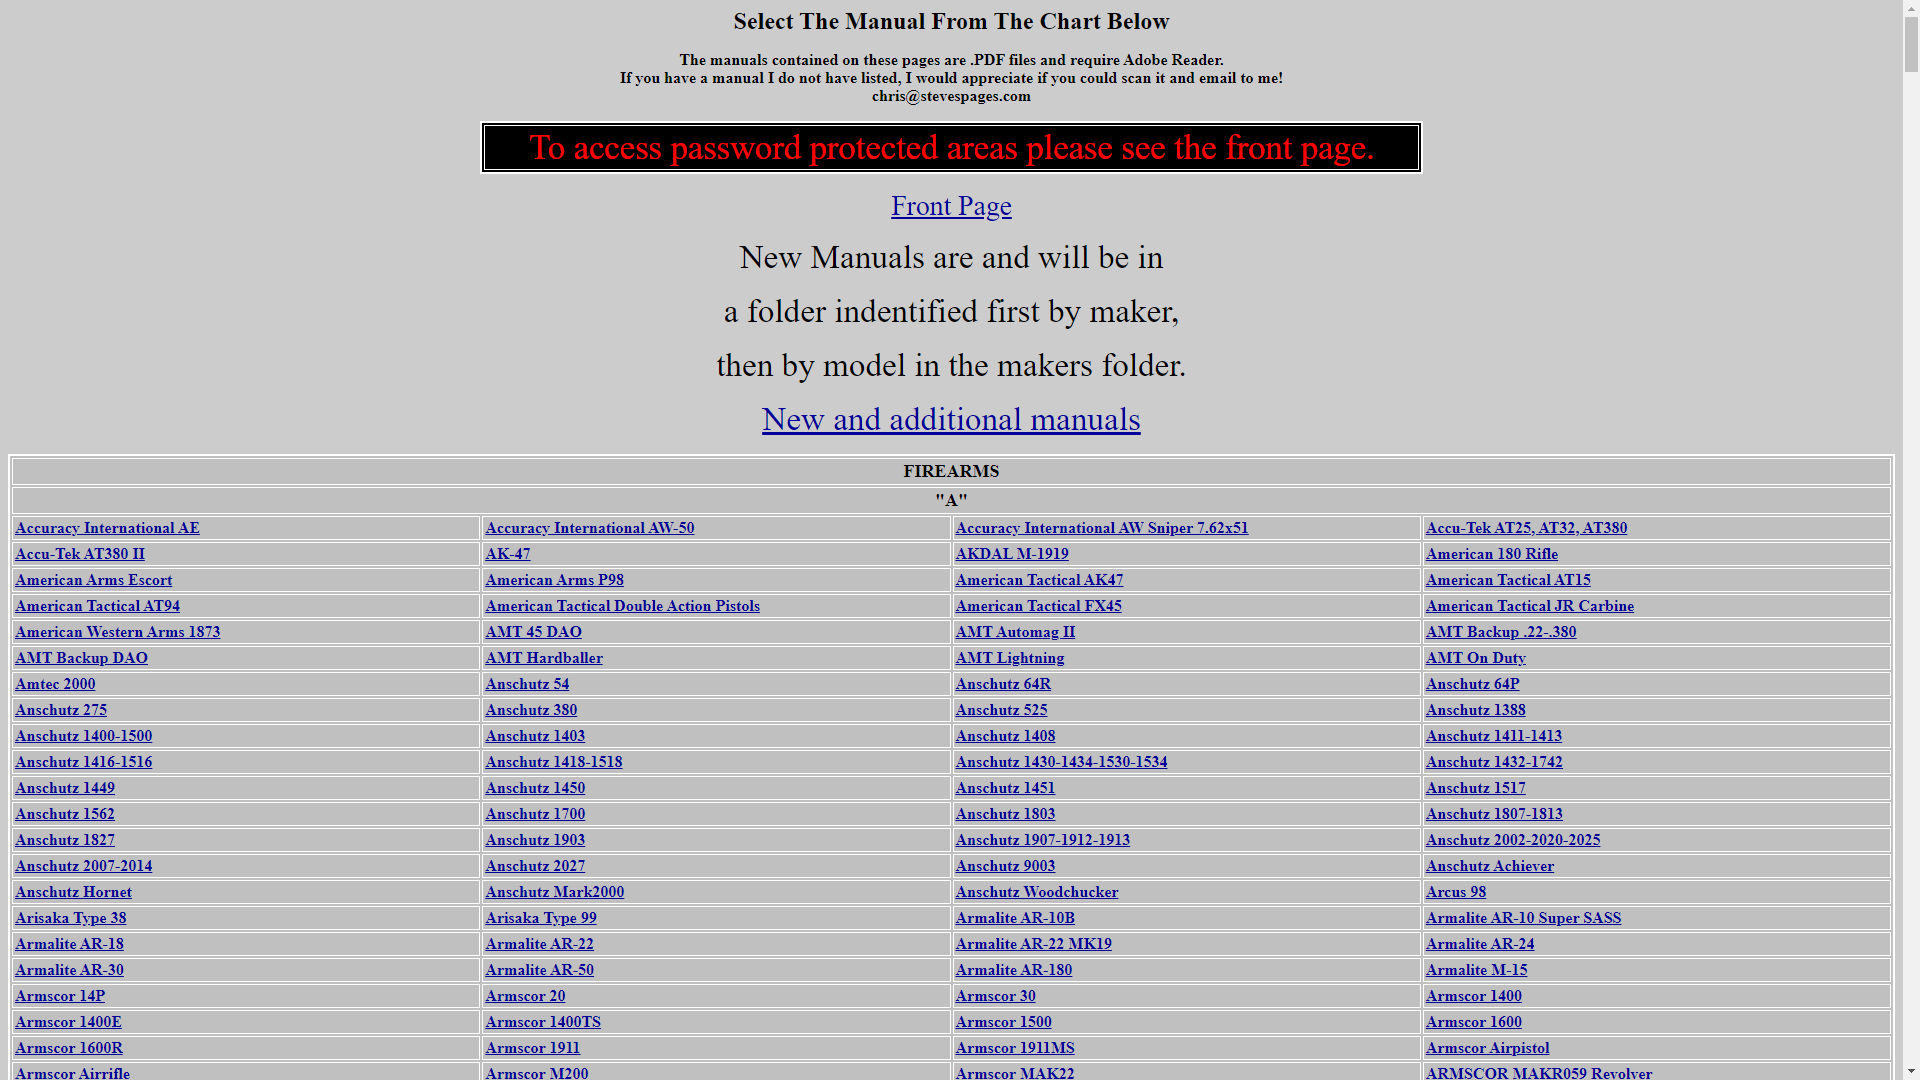 Select The Manual From The Chart Below
The manuals contained on these pages are .PDF files and require Adobe Reader.
If you have a manual I do not have listed, I would appreciate if you could scan it and email to me!
chris@stevespages.com
To access password protected areas please see the front page.
Front Page
New Manuals are and will be in
a folder indentified first by maker,
then by model in the makers folder.
New and additional manuals
FIREARMS
"A"
Accuracy International AE Accuracy International AW-50 Accuracy International AW Sniper 7.62x51 Accu-Tek AT25, AT32, AT380
Accu-Tek AT380 II AK-47 AKDAL M-1919 American 180 Rifle
American Arms Escort American Arms P98 American Tactical AK47 American Tactical AT15
American Tactical AT94 American Tactical Double Action Pistols American Tactical FX45 American Tactical JR Carbine
American Western Arms 1873 AMT 45 DAO AMT Automag II AMT Backup .22-.380
AMT Backup DAO AMT Hardballer AMT Lightning AMT On Duty
Amtec 2000 Anschutz 54 Anschutz 64R Anschutz 64P
Anschutz 275 Anschutz 380 Anschutz 525 Anschutz 1388
Anschutz 1400-1500 Anschutz 1403 Anschutz 1408 Anschutz 1411-1413
Anschutz 1416-1516 Anschutz 1418-1518 Anschutz 1430-1434-1530-1534 Anschutz 1432-1742
Anschutz 1449 Anschutz 1450 Anschutz 1451 Anschutz 1517
Anschutz 1562 Anschutz 1700 Anschutz 1803 Anschutz 1807-1813
Anschutz 1827 Anschutz 1903 Anschutz 1907-1912-1913 Anschutz 2002-2020-2025
Anschutz 2007-2014 Anschutz 2027 Anschutz 9003 Anschutz Achiever
Anschutz Hornet Anschutz Mark2000 Anschutz Woodchucker Arcus 98
Arisaka Type 38 Arisaka Type 99 Armalite AR-10B Armalite AR-10 Super SASS
Armalite AR-18 Armalite AR-22 Armalite AR-22 MK19 Armalite AR-24
Armalite AR-30 Armalite AR-50 Armalite AR-180 Armalite M-15
Armscor 14P Armscor 20 Armscor 30 Armscor 1400
Armscor 1400E Armscor 1400TS Armscor 1500 Armscor 1600
Armscor 1600R Armscor 1911 Armscor 1911MS Armscor Airpistol
Armscor Airrifle Armscor M200 Armscor MAK22 ARMSCOR MAKR059 Revolver